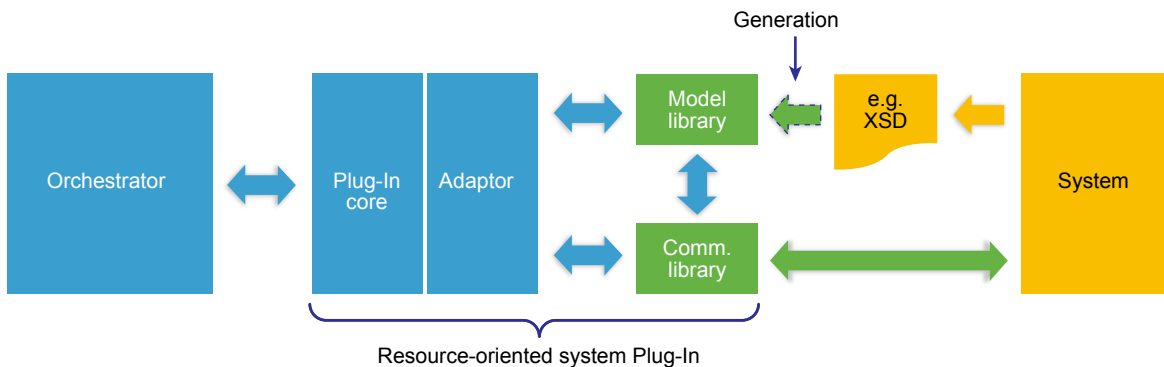 Generation
Orchestrator
Plug-In
core
Adaptor
Model
library
e.g.
XSD
System
Comm.
library
Resource-oriented system Plug-In